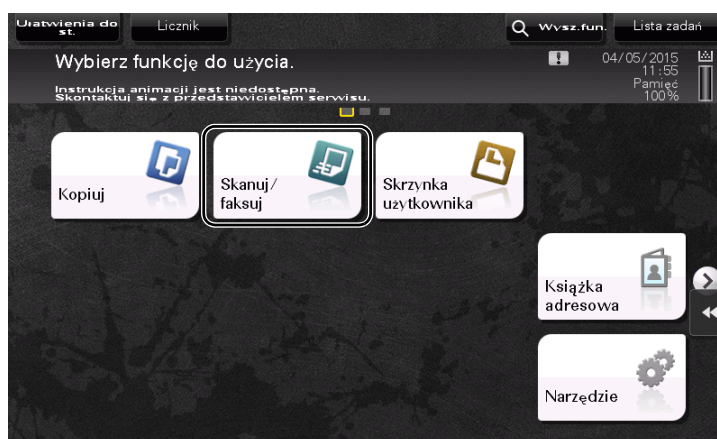 Ułatwienia do
st.
Licznik
Wysz.fun.
Lista zadań
Wybierz funkcję do użycia.
Instrukcja animacji jest niedostępna.
Skontaktuj się z przedstawicielem serwisu.
04/05/2015
11:55
Pamięć
100%
Kopiuj
Skanuj/
faksuj
Skrzynka
użytkownika
Książka
adresowa
Narzędzie